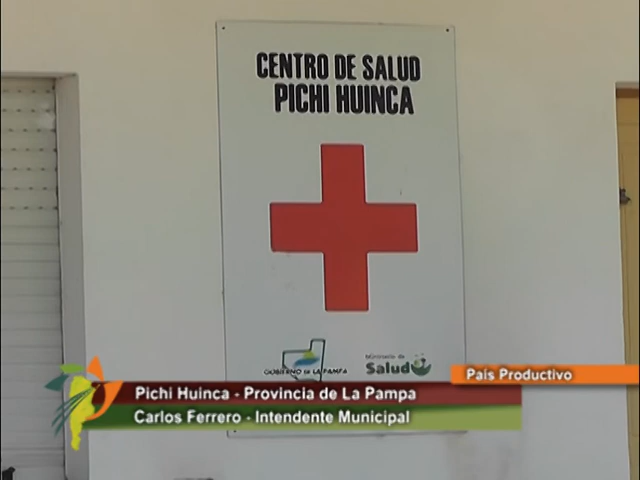 CENTRO DE SALUD
PICHI HUINCA
GOBIERNO DE LA PAMPA
Ministerio de
Salud
País Productivo
Pichi Huinca - Provincia de La Pampa
Carlos Ferrero - Intendente Municipal